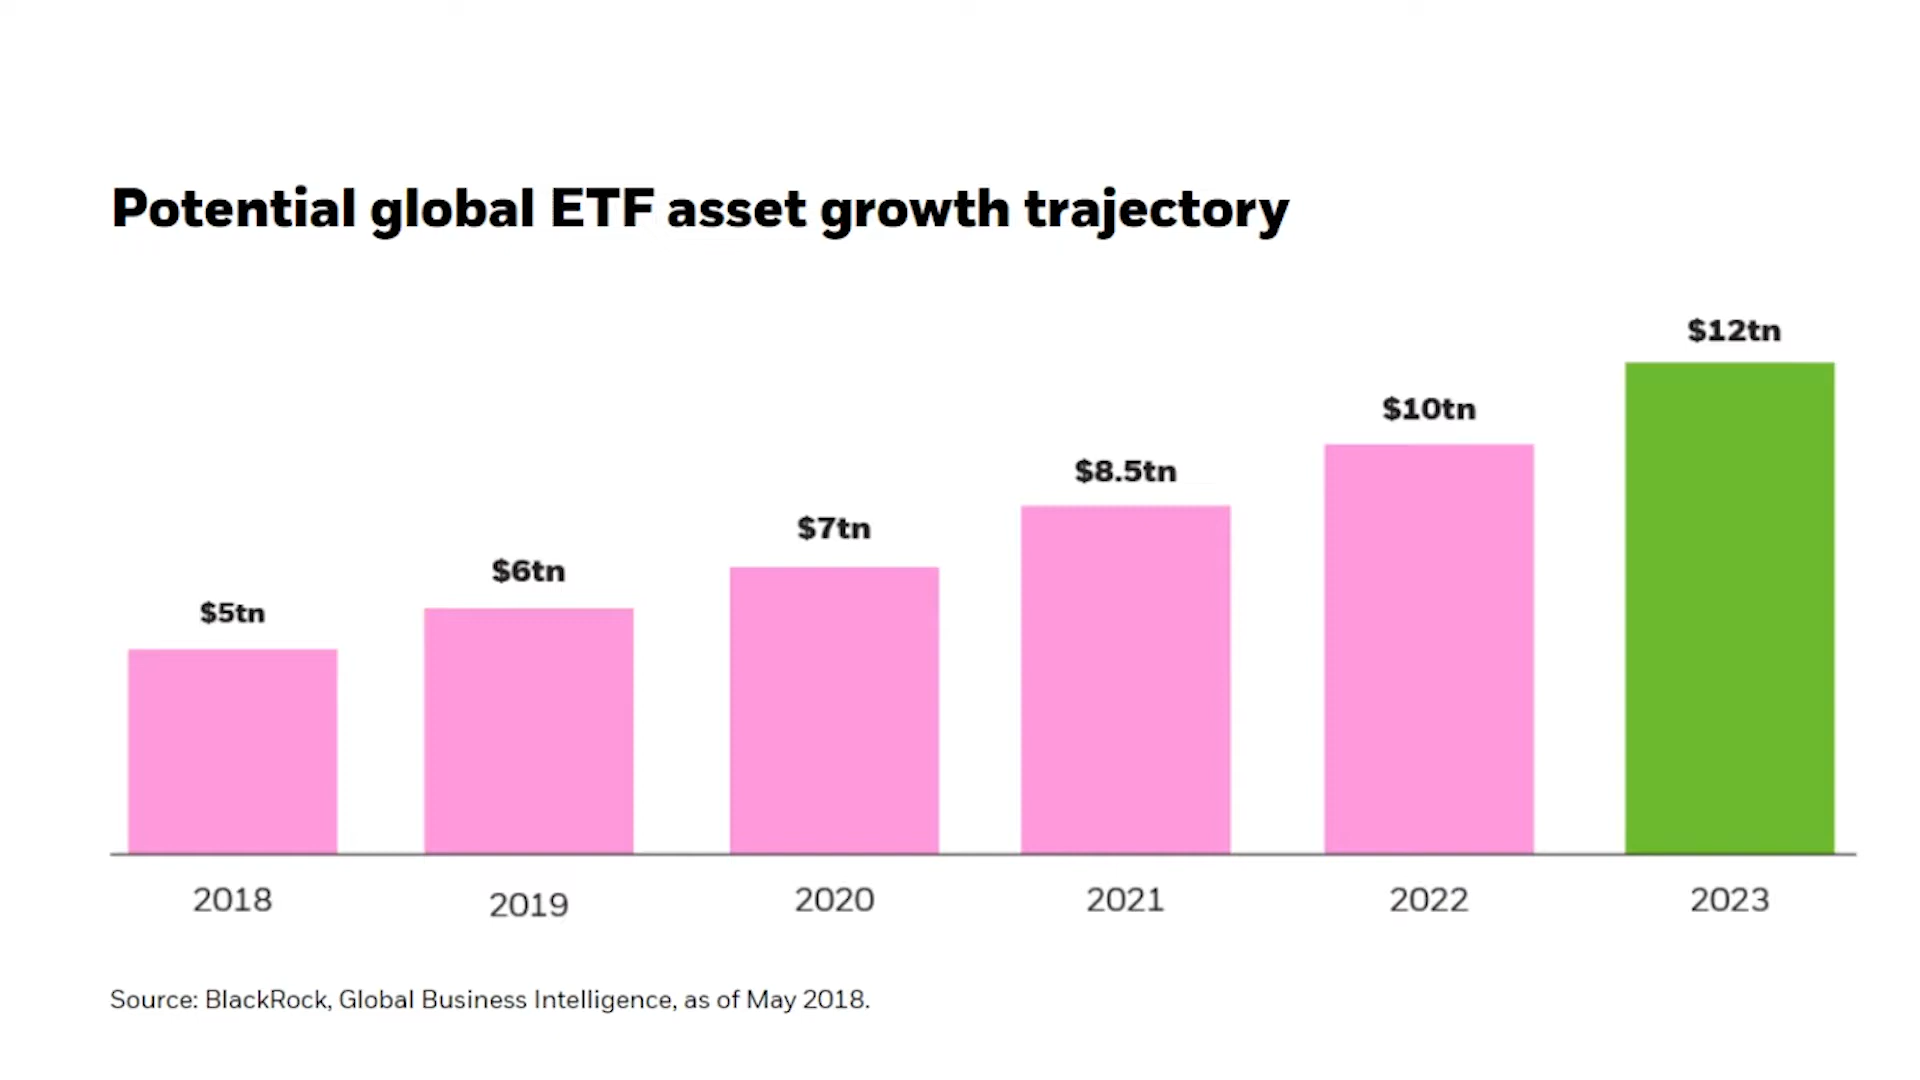 Potential global ETF asset growth trajectory
$5tn
$6tn
$7tn
$8.5tn
$10tn
$12tn
2018
2019
2020
2021
2022
2023
Source: BlackRock, Global Business Intelligence, as of May 2018.